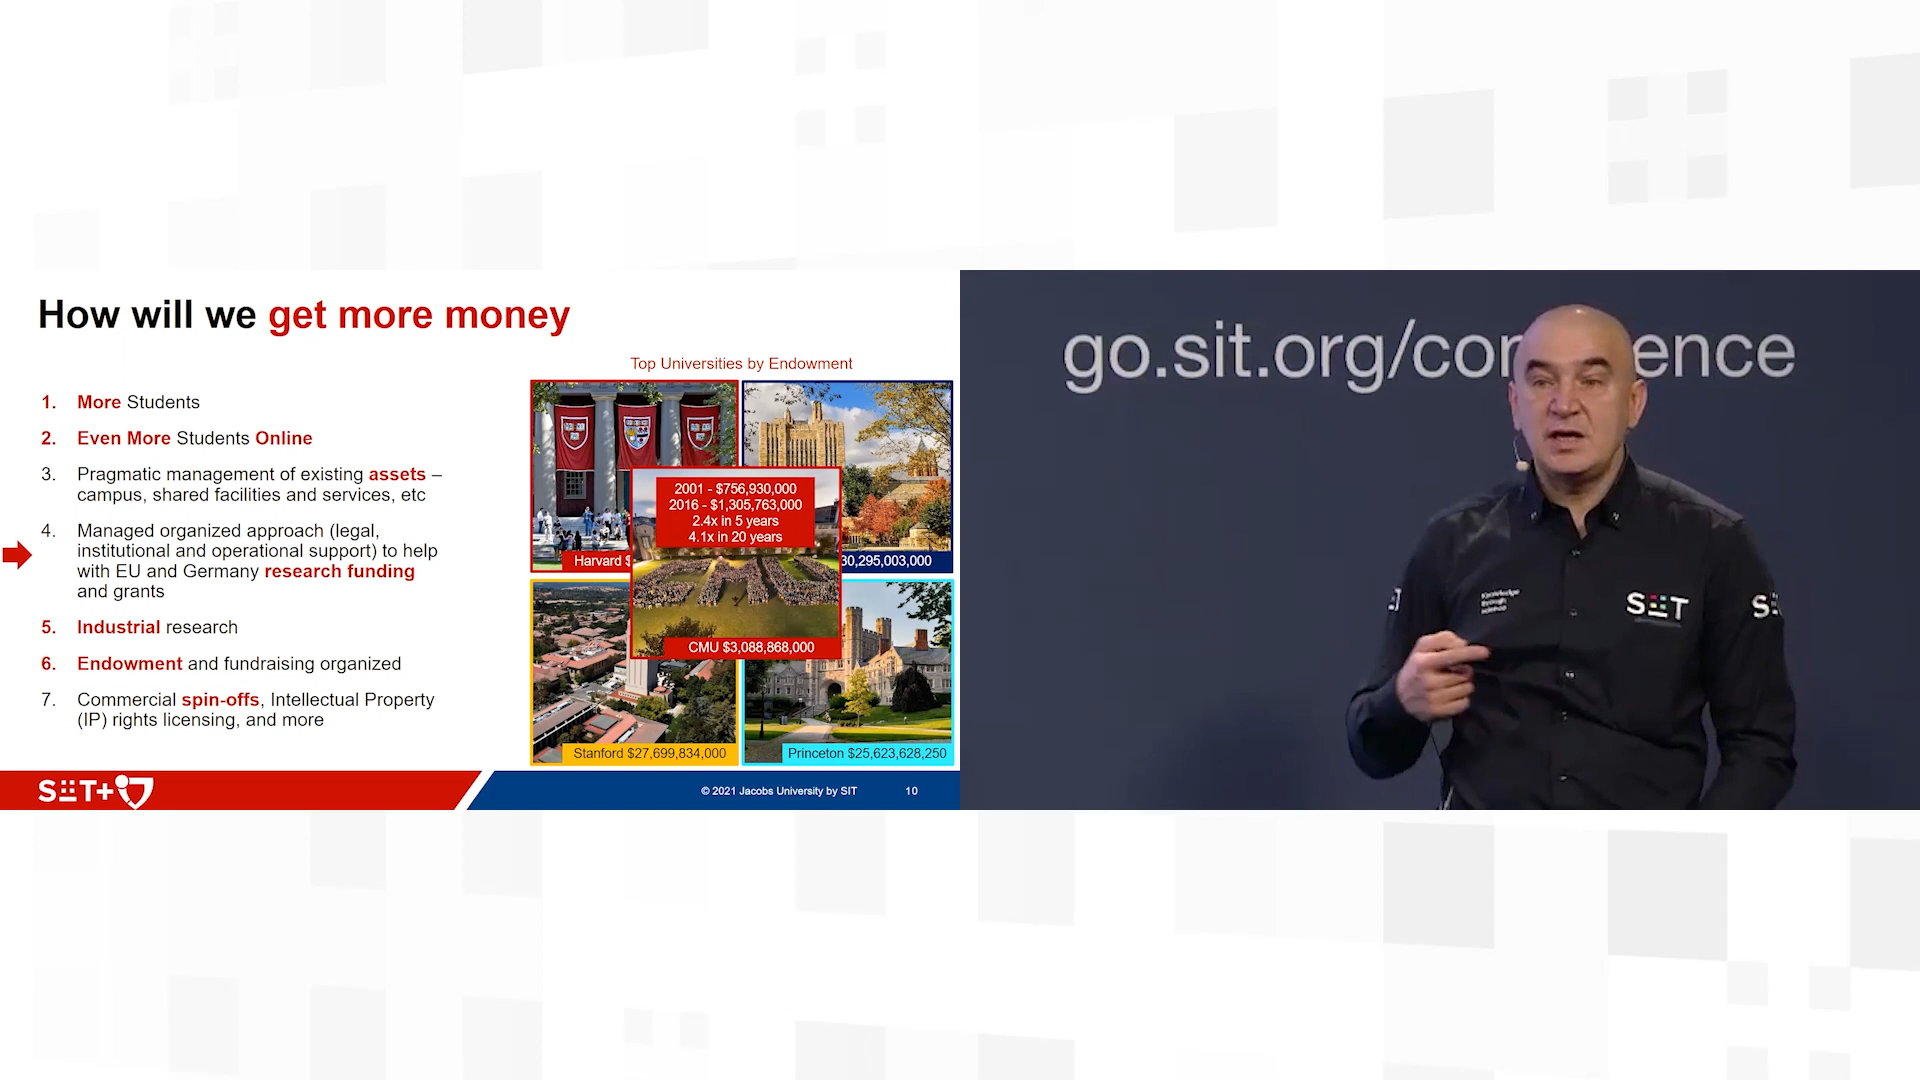 How will we get more money
Top Universities by Endowment
1. More Students
2. Even More Students Online
3. Pragmatic management of existing assets –
campus, shared facilities and services, etc
4. Managed organized approach (legal,
institutional and operational support) to help
with EU and Germany research funding
and grants
5. Industrial research
6. Endowment and fundraising organized
7. Commercial spin-offs, Intellectual Property
(IP) rights licensing, and more
2001 - $756,930,000
2016 - $1,305,763,000
2.4x in 5 years
4.1x in 20 years
Harvard $
30,295,003,000
CMU
CMU $3,088,868,000
Stanford $27,699,834,000
Princeton $25,623,628,250
SIT+
© 2021 Jacobs University by SIT
10
go.sit.org/con
ence
Knowledge
through
science
SIT
S